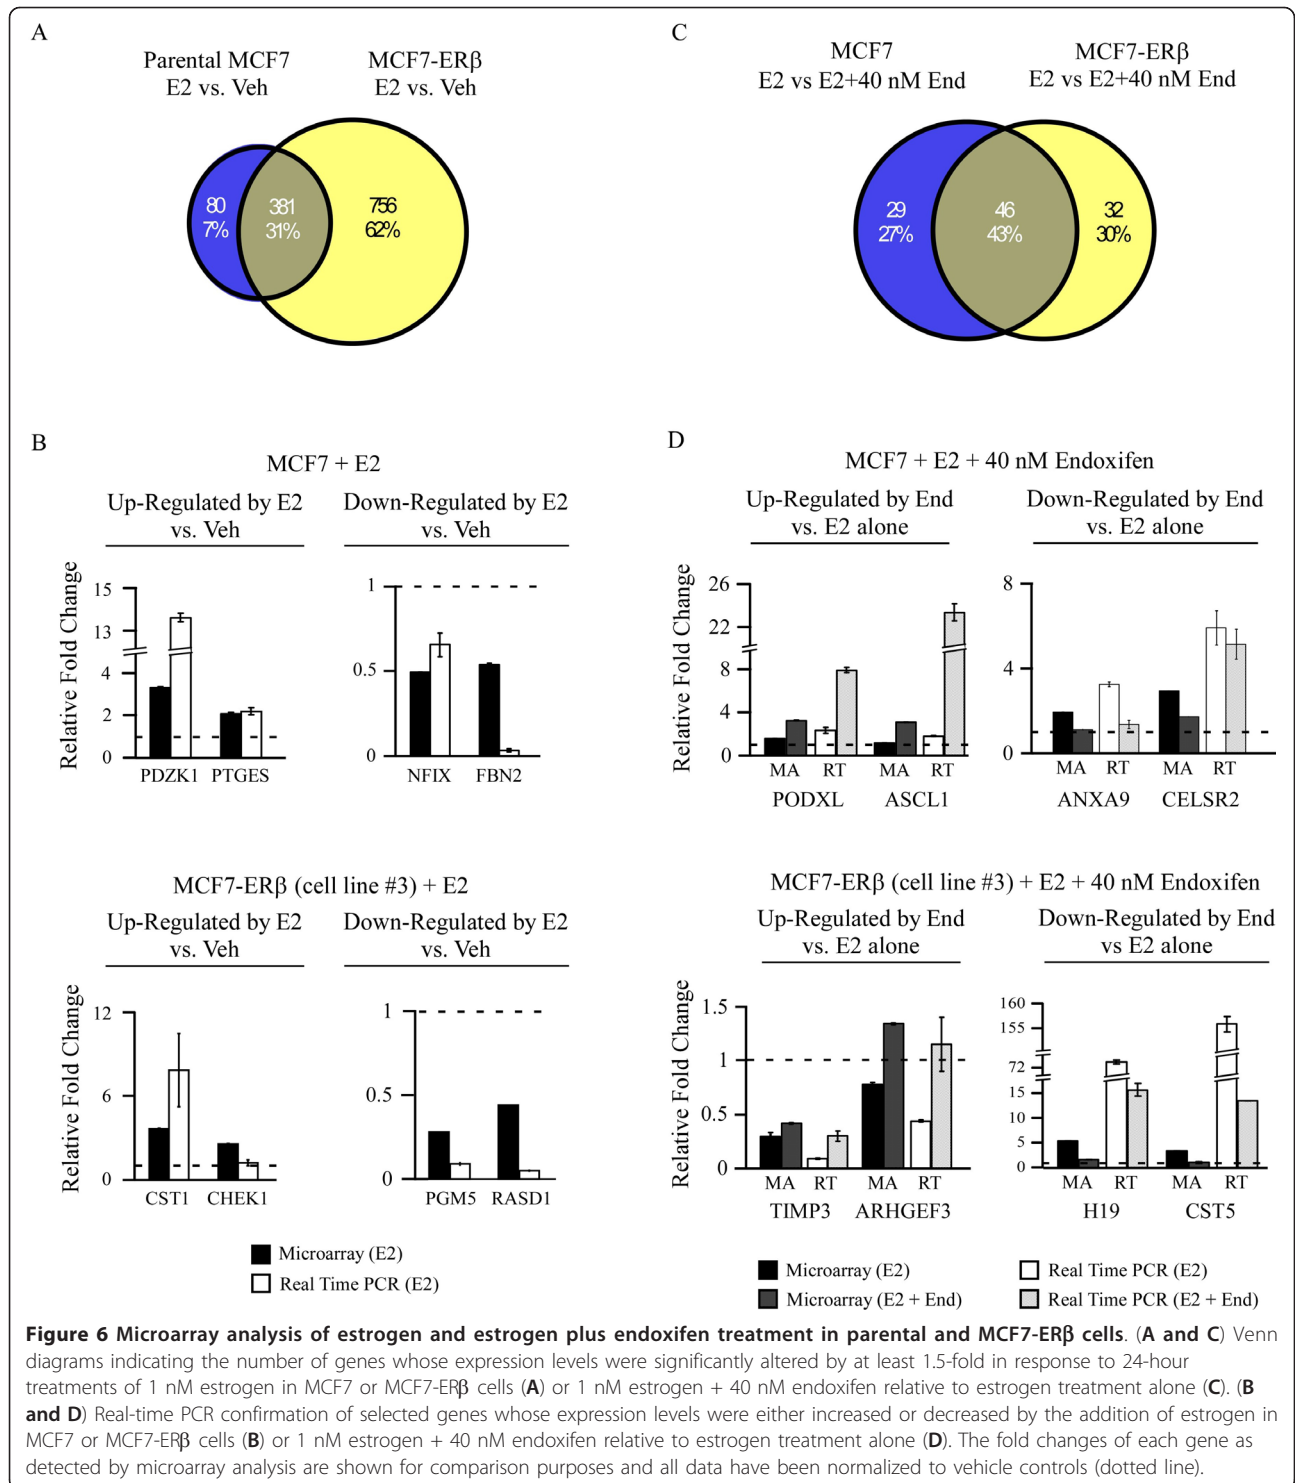 A
Parental MCF7
E2 vs. Veh
MCF7-ERβ
E2 vs. Veh
80
7%
381
31%
756
62%
C
MCF7
E2 vs E2+40 nM End
MCF7-ERβ
E2 vs E2+40 nM End
29
27%
46
43%
32
30%
B
MCF7 + E2
Up-Regulated by E2
vs. Veh
Down-Regulated by E2
vs. Veh
Relative Fold Change
15
13
4
2
0
PDZK1 PTGES
1
0.5
0
NFIX FBN2
MCF7-ERβ (cell line #3) + E2
Up-Regulated by E2
vs. Veh
Down-Regulated by E2
vs. Veh
Relative Fold Change
12
6
0
CST1 CHEK1
1
0.5
0
PGM5 RASD1
Microarray (E2)
Real Time PCR (E2)
D
MCF7 + E2 + 40 nM Endoxifen
Up-Regulated by End
vs. E2 alone
Down-Regulated by End
vs. E2 alone
Relative Fold Change
26
22
8
4
0
MA RT MA RT
PODXL ASCL1
8
4
0
MA RT MA RT
ANXA9 CELSR2
MCF7-ERβ (cell line #3) + E2 + 40 nM Endoxifen
Up-Regulated by End
vs. E2 alone
Down-Regulated by End
vs E2 alone
Relative Fold Change
1.5
1
0.5
0
MA RT MA RT
TIMP3 ARHGEF3
160
155
72
15
10
5
0
MA RT MA RT
H19 CST5
Microarray (E2)
Microarray (E2 + End)
Real Time PCR (E2)
Real Time PCR (E2 + End)
Figure 6 Microarray analysis of estrogen and estrogen plus endoxifen treatment in parental and MCF7-ERβ cells. (A and C) Venn
diagrams indicating the number of genes whose expression levels were significantly altered by at least 1.5-fold in response to 24-hour
treatments of 1 nM estrogen in MCF7 or MCF7-ERβ cells (A) or 1 nM estrogen + 40 nM endoxifen relative to estrogen treatment alone (C). (B
and D) Real-time PCR confirmation of selected genes whose expression levels were either increased or decreased by the addition of estrogen in
MCF7 or MCF7-ERβ cells (B) or 1 nM estrogen + 40 nM endoxifen relative to estrogen treatment alone (D). The fold changes of each gene as
detected by microarray analysis are shown for comparison purposes and all data have been normalized to vehicle controls (dotted line).